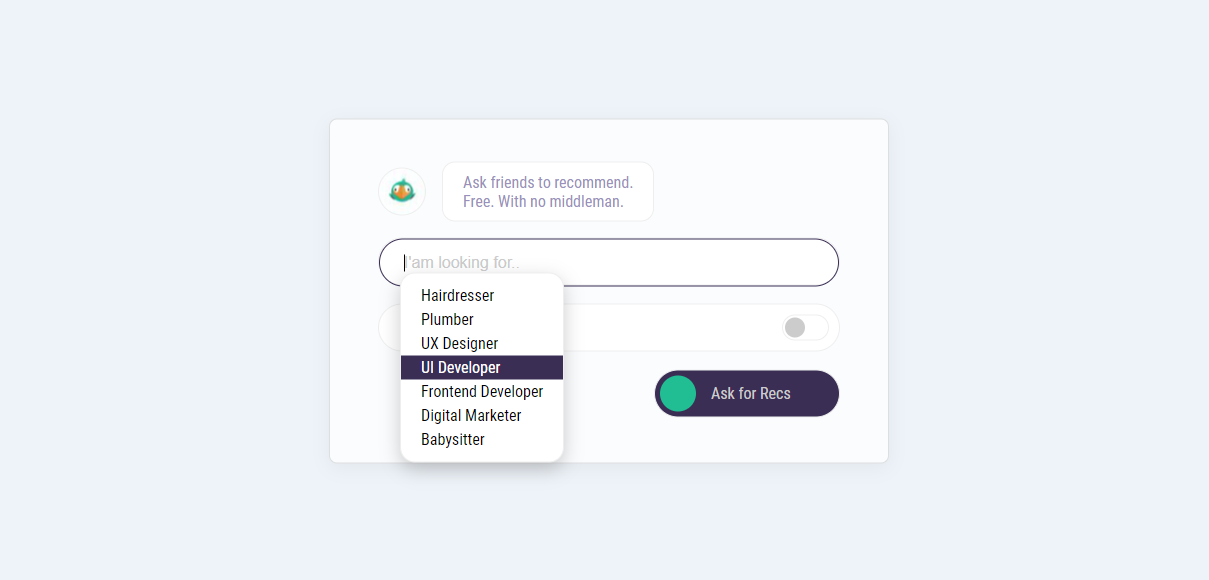 Ask friends to recommend.
Free. With no middleman.
I'am looking for..
Hairdresser
Plumber
UX Designer
UI Developer
Frontend Developer
Digital Marketer
Babysitter
Ask for Recs